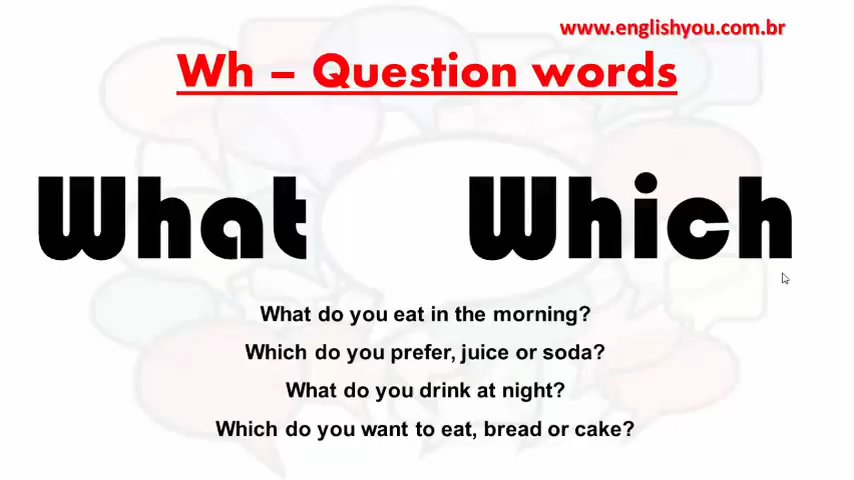 www.englishyou.com.br
Wh – Question words
What Which
What do you eat in the morning?
Which do you prefer, juice or soda?
What do you drink at night?
Which do you want to eat, bread or cake?